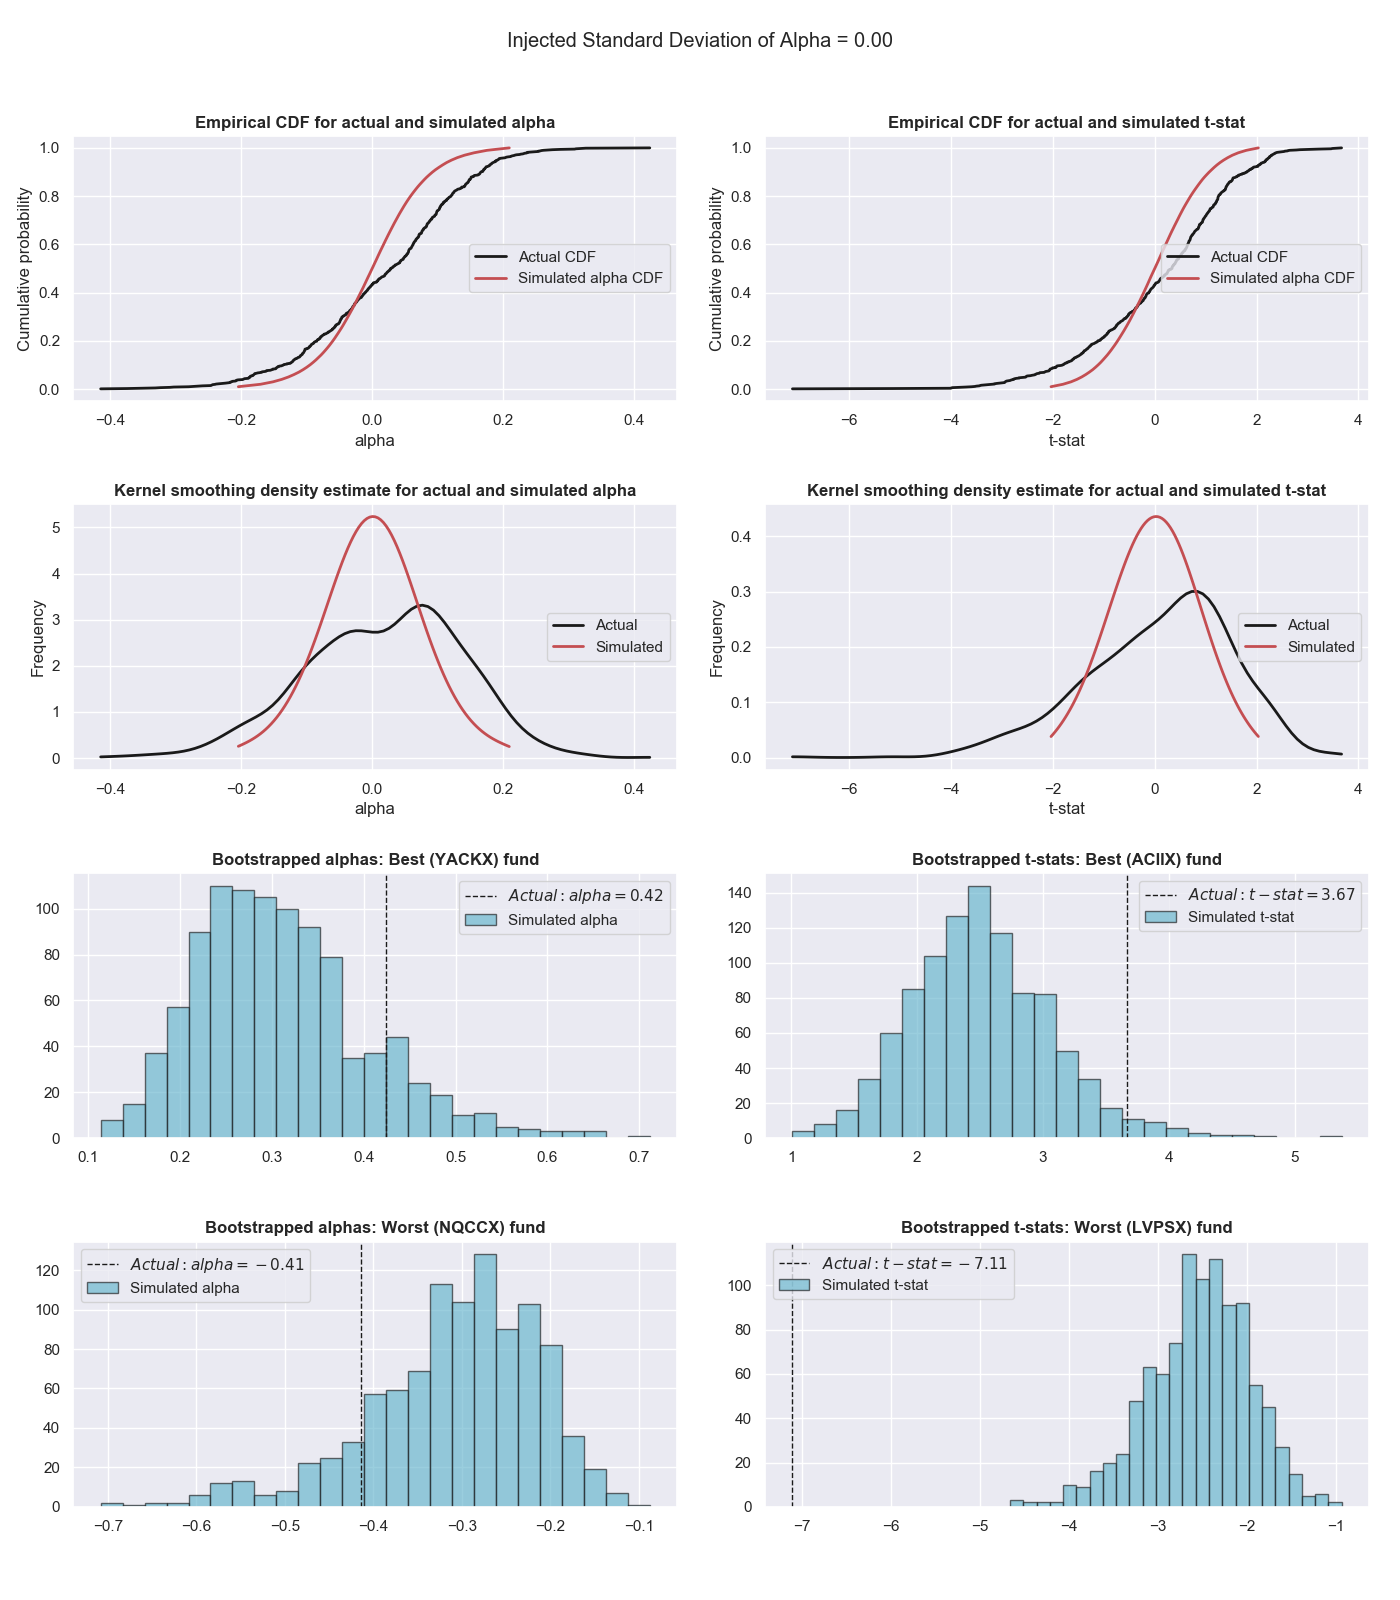 Injected Standard Deviation of Alpha = 0.00
Empirical CDF for actual and simulated alpha
Cumulative probability
1.0
0.8
0.6
0.4
0.2
0.0
Actual CDF
Simulated alpha CDF
−0.4
−0.2
0.0
0.2
0.4
alpha
Empirical CDF for actual and simulated t-stat
Cumulative probability
1.0
0.8
0.6
0.4
0.2
0.0
Actual CDF
Simulated alpha CDF
−6
−4
−2
0
2
4
t-stat
Kernel smoothing density estimate for actual and simulated alpha
Frequency
5
4
3
2
1
0
Actual
Simulated
−0.4
−0.2
0.0
0.2
0.4
alpha
Kernel smoothing density estimate for actual and simulated t-stat
Frequency
0.4
0.3
0.2
0.1
0.0
Actual
Simulated
−6
−4
−2
0
2
4
t-stat
Bootstrapped alphas: Best (YACKX) fund
100
80
60
40
20
0
Actual : alpha = 0.42
Simulated alpha
0.1
0.2
0.3
0.4
0.5
0.6
0.7
Bootstrapped t-stats: Best (ACIIX) fund
140
120
100
80
60
40
20
0
Actual : t − stat = 3.67
Simulated t-stat
1
2
3
4
5
Bootstrapped alphas: Worst (NQCCX) fund
120
100
80
60
40
20
0
Actual : alpha = − 0.41
Simulated alpha
−0.7
−0.6
−0.5
−0.4
−0.3
−0.2
−0.1
Bootstrapped t-stats: Worst (LVPSX) fund
100
80
60
40
20
0
Actual : t − stat = − 7.11
Simulated t-stat
−7
−6
−5
−4
−3
−2
−1